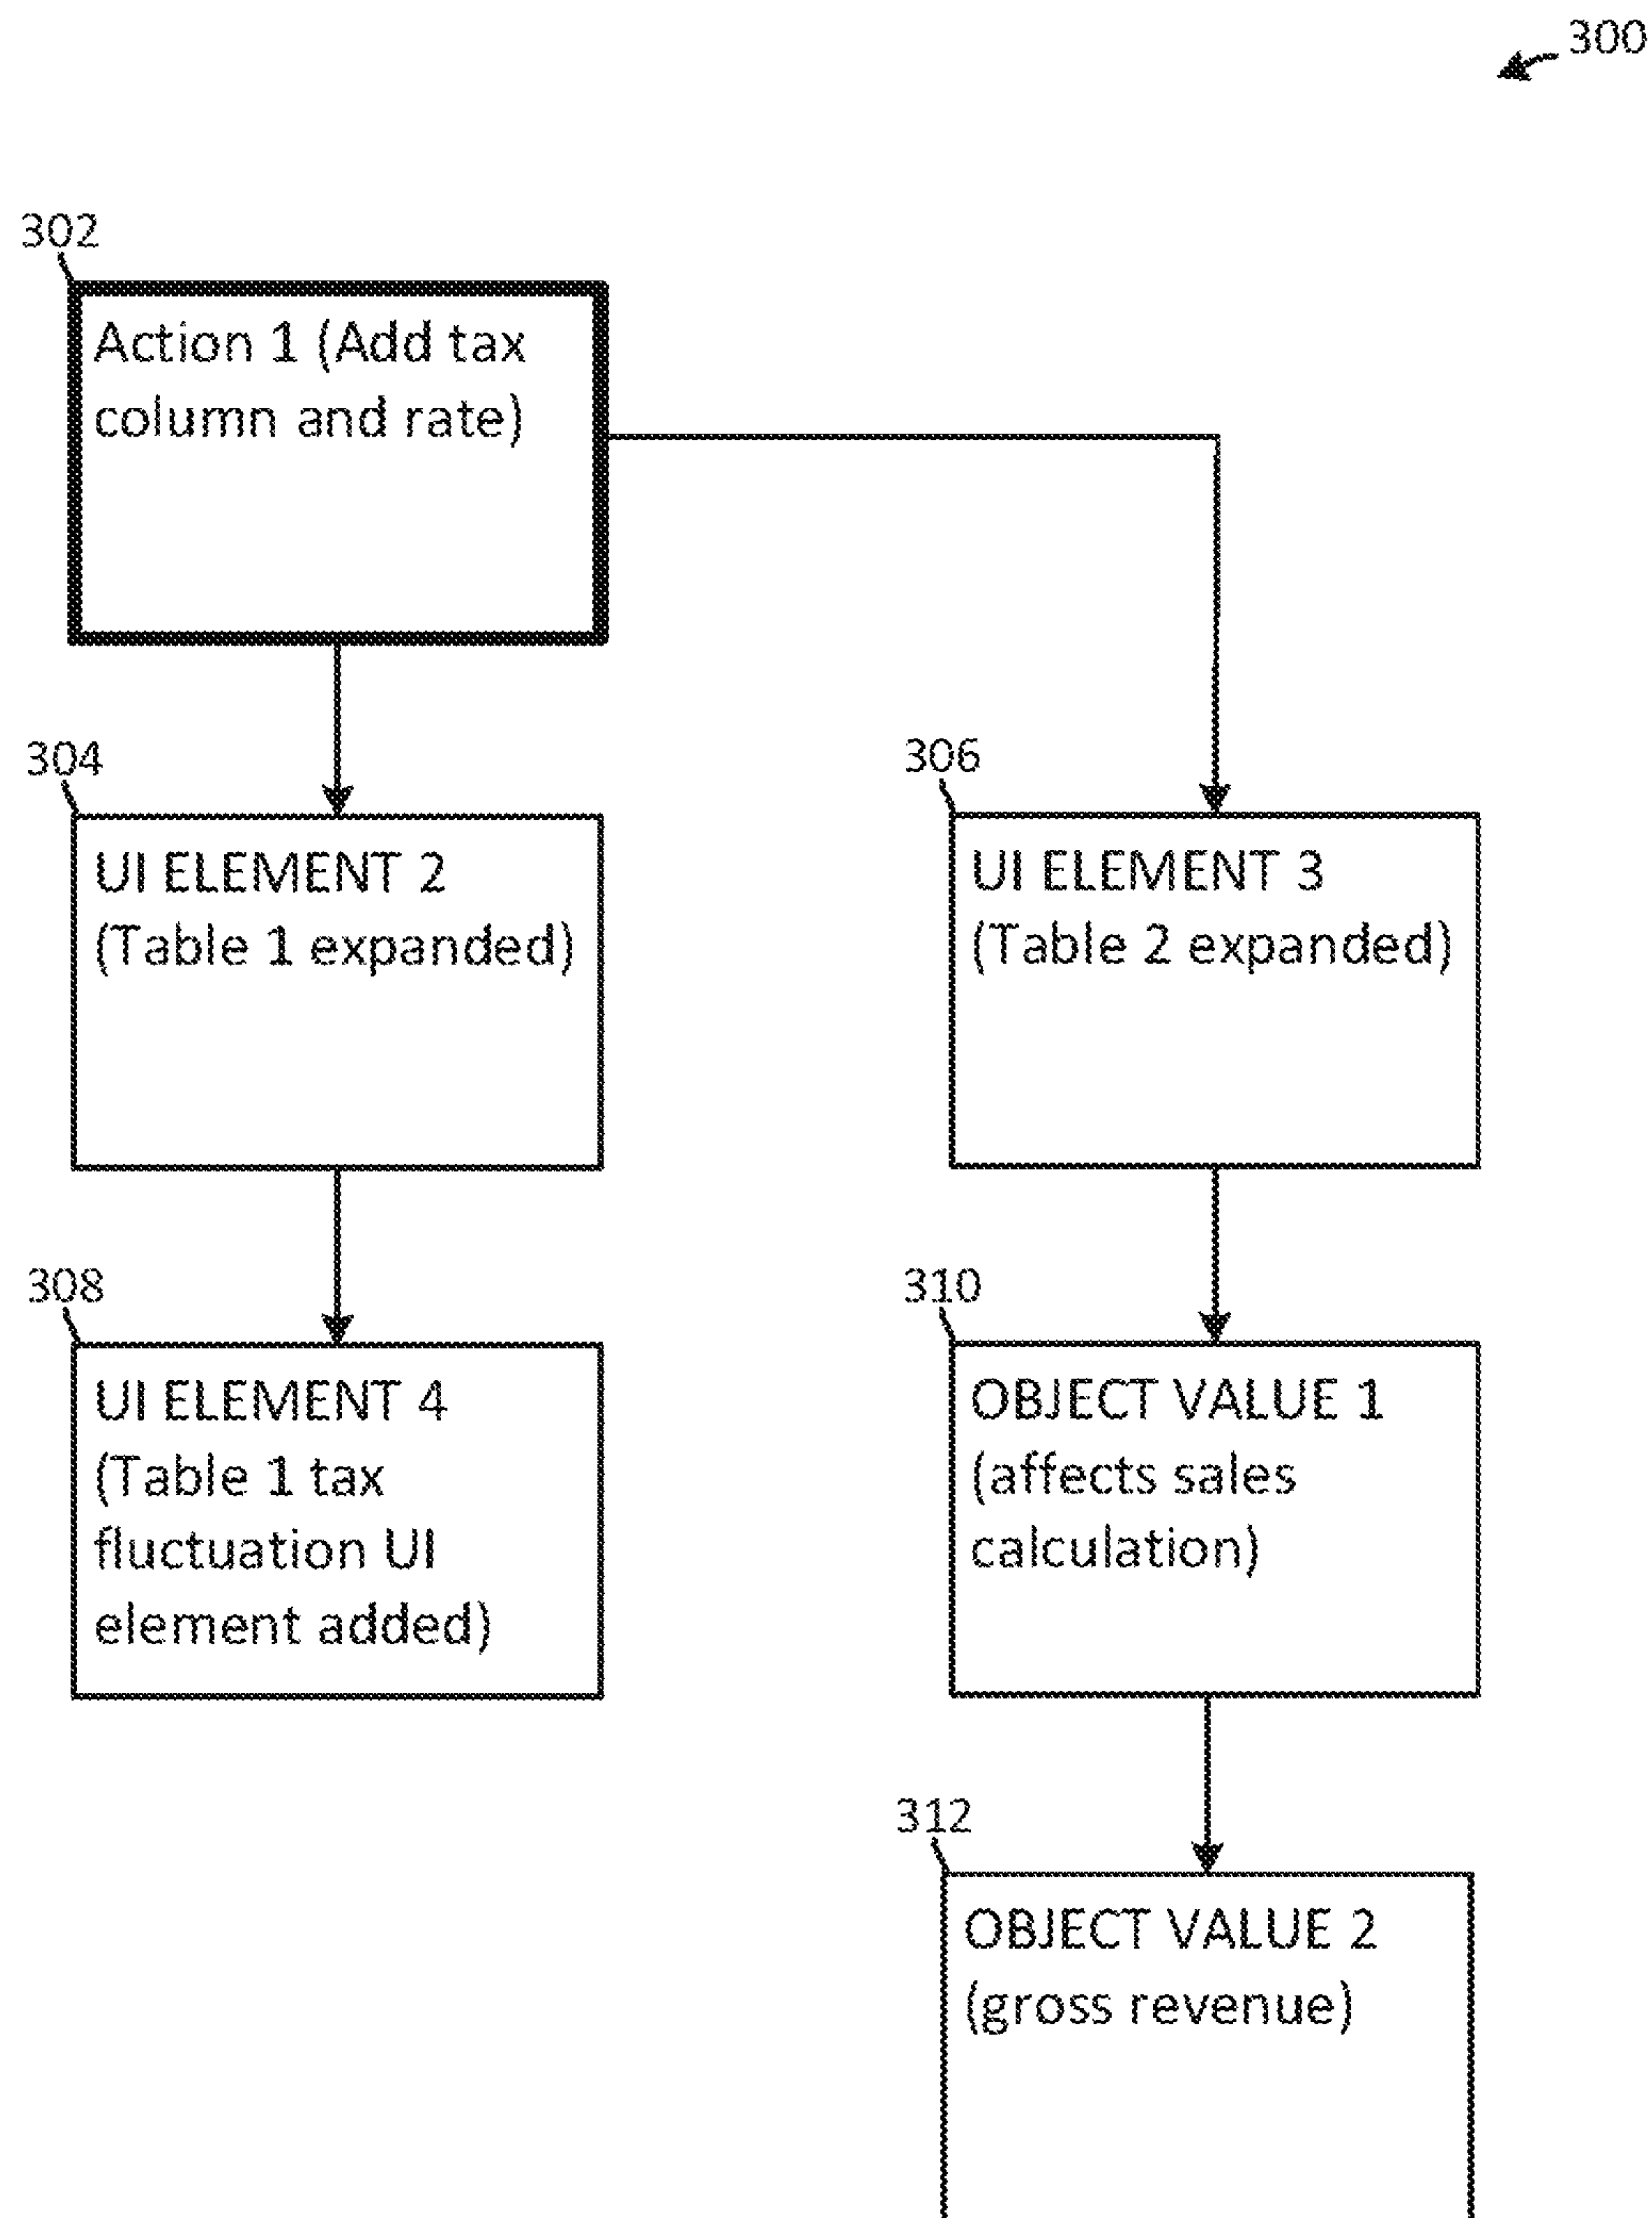 300
302
Action 1 (Add tax
column and rate)
304
UI ELEMENT 2
(Table 1 expanded)
306
UI ELEMENT 3
(Table 2 expanded)
308
UI ELEMENT 4
(Table 1 tax
fluctuation UI
element added)
310
OBJECT VALUE 1
(affects sales
calculation)
312
OBJECT VALUE 2
(gross revenue)